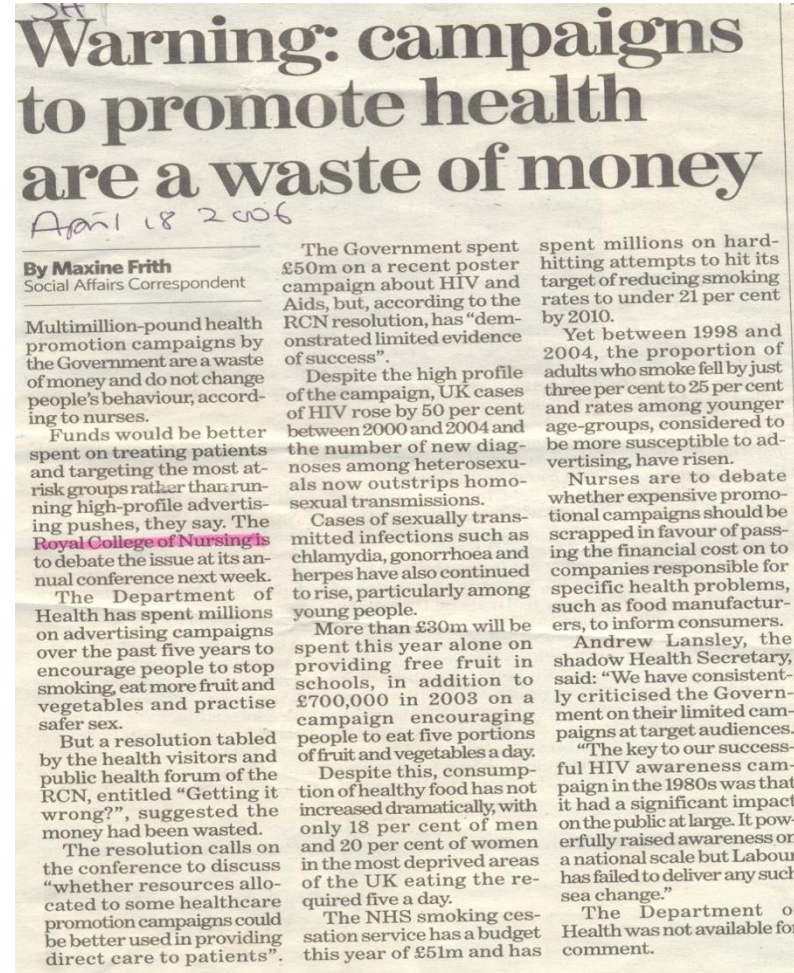 SH
Warning: campaigns
to promote health
are a waste of money
April 18 2006
By Maxine Frith
Social Affairs Correspondent
Multimillion-pound health
promotion campaigns by
the Government are a waste
of money and do not change
people's behaviour, accord-
ing to nurses.
Funds would be better
spent on treating patients
and targeting the most at-
risk groups rather than run-
ning high-profile advertis-
ing pushes, they say. The
Royal College of Nursing is
to debate the issue at its an-
nual conference next week.
The Department of
Health has spent millions
on advertising campaigns
over the past five years to
encourage people to stop
smoking, eat more fruit and
vegetables and practise
safer sex.
But a resolution tabled
by the health visitors and
public health forum of the
RCN, entitled "Getting it
wrong?", suggested the
money had been wasted.
The resolution calls on
the conference to discuss
"whether resources allo-
cated to some healthcare
promotion campaigns could
be better used in providing
direct care to patients".
The Government spent
£50m on a recent poster
campaign about HIV and
Aids, but, according to the
RCN resolution, has "dem-
onstrated limited evidence
of success".
Despite the high profile
of the campaign, UK cases
of HIV rose by 50 per cent
between 2000 and 2004 and
the number of new diag-
noses among heterosexu-
als now outstrips homo-
sexual transmissions.
Cases of sexually trans-
mitted infections such as
chlamydia, gonorrhoea and
herpes have also continued
to rise, particularly among
young people.
More than £30m will be
spent this year alone on
providing free fruit in
schools, in addition to
£700,000 in 2003 on a
campaign encouraging
people to eat five portions
of fruit and vegetables a day.
Despite this, consump-
tion of healthy food has not
increased dramatically, with
only 18 per cent of men
and 20 per cent of women
in the most deprived areas
of the UK eating the re-
quired five a day.
The NHS smoking ces-
sation service has a budget
this year of £51m and has
spent millions on hard-
hitting attempts to hit its
target of reducing smoking
rates to under 21 per cent
by 2010.
Yet between 1998 and
2004, the proportion of
adults who smoke fell by just
three per cent to 25 per cent
and rates among younger
age-groups, considered to
be more susceptible to ad-
vertising, have risen.
Nurses are to debate
whether expensive promo-
tional campaigns should be
scrapped in favour of pass-
ing the financial cost on to
companies responsible for
specific health problems,
such as food manufactur-
ers, to inform consumers.
Andrew Lansley, the
shadow Health Secretary,
said: "We have consistent-
ly criticised the Govern-
ment on their limited cam-
paigns at target audiences.
"The key to our success-
ful HIV awareness cam-
paign in the 1980s was that
it had a significant impact
on the public at large. It pow-
erfully raised awareness on
a national scale but Labour
has failed to deliver any such
sea change."
The Department o
Health was not available for
comment.